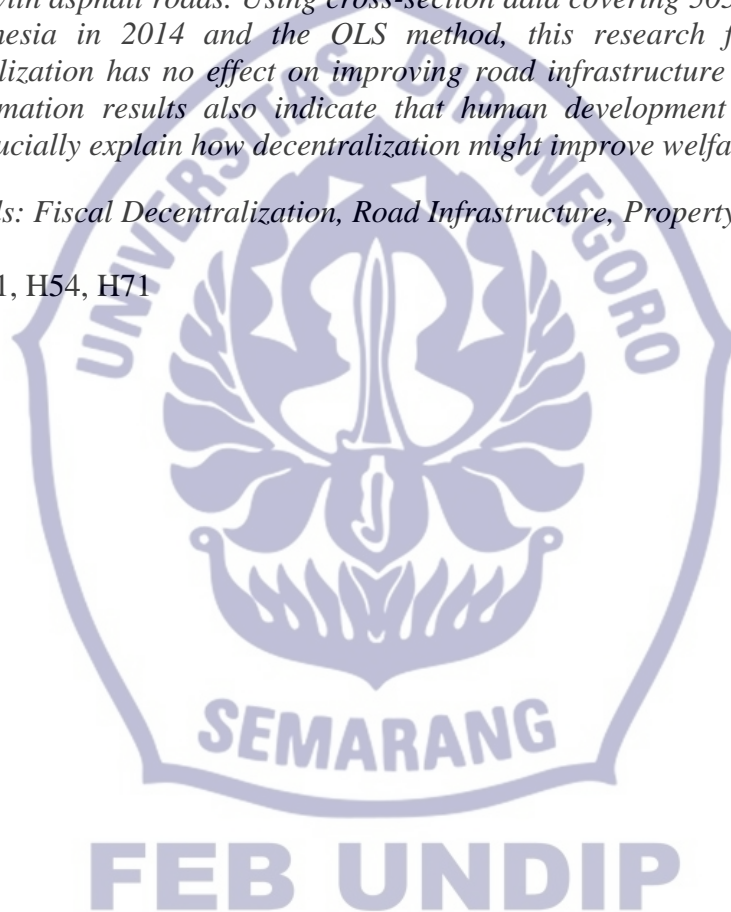 with asphalt roads. Using cross-section data covering 505
nesia in 2014 and the OLS method, this research f
lization has no effect on improving road infrastructure
mation results also indicate that human development
ucially explain how decentralization might improve welfa
ls: Fiscal Decentralization, Road Infrastructure, Property
1, H54, H71
UNIVERSITAS DIPONEGORO
SEMARANG
FEB UNDIP